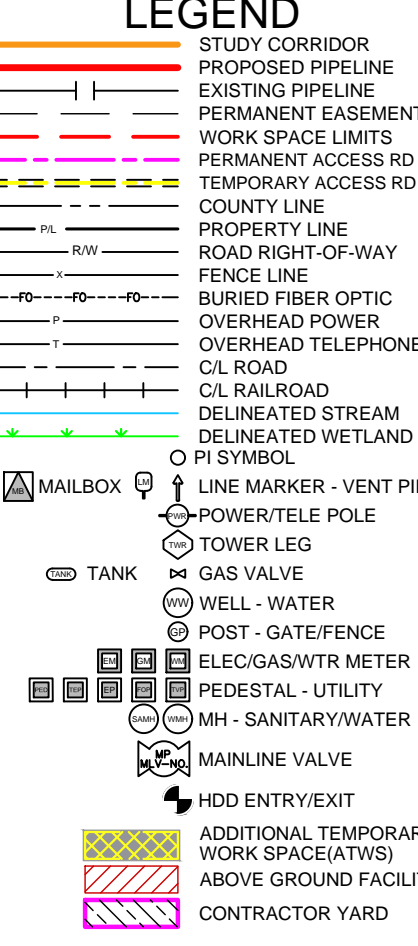 LEGEND
STUDY CORRIDOR
PROPOSED PIPELINE
EXISTING PIPELINE
PERMANENT EASEMENT
WORK SPACE LIMITS
PERMANENT ACCESS RD
TEMPORARY ACCESS RD
COUNTY LINE
P/L PROPERTY LINE
R/W ROAD RIGHT-OF-WAY
X FENCE LINE
FO FO FO BURIED FIBER OPTIC
P OVERHEAD POWER
T OVERHEAD TELEPHONE
C/L ROAD
C/L RAILROAD
DELINEATED STREAM
DELINEATED WETLAND
PI SYMBOL
MB MAILBOX LM LINE MARKER - VENT PI
PWR POWER/TELE POLE
TWR TOWER LEG
TANK TANK GAS VALVE
WW WELL - WATER
GP POST - GATE/FENCE
EM GM WM ELEC/GAS/WTR METER
PED TEP EP FOP TVP PEDESTAL - UTILITY
SAMH WMH MH - SANITARY/WATER
MP
MLV-NO. MAINLINE VALVE
HDD ENTRY/EXIT
ADDITIONAL TEMPORAR
WORK SPACE(ATWS)
ABOVE GROUND FACILI
CONTRACTOR YARD